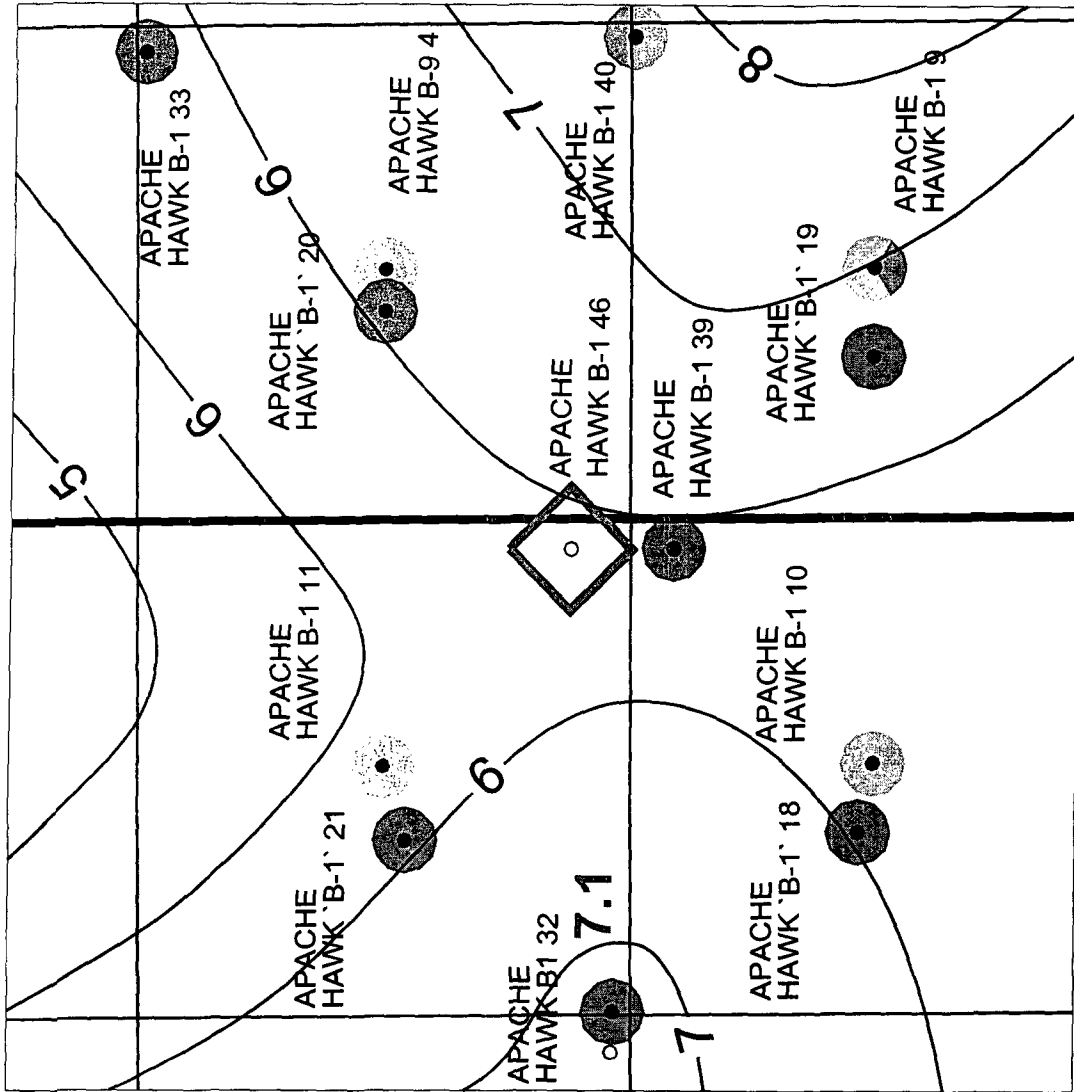 5
APACHE
HAWK B-1 33
6
6
APACHE
HAWK `B-1` 20
APACHE
HAWK B-1 11
APACHE
HAWK `B-1` 21
APACHE
HAWK B-9 4
6
APACHE
HAWK B1 32
7
APACHE
HAWK B-1 46
APACHE
HAWK B-1 40
7.1
APACHE
HAWK B-1 39
7
8
APACHE
HAWK `B-1` 18
APACHE
HAWK B-1 10
APACHE
HAWK `B-1` 19
APACHE
HAWK B-1 9